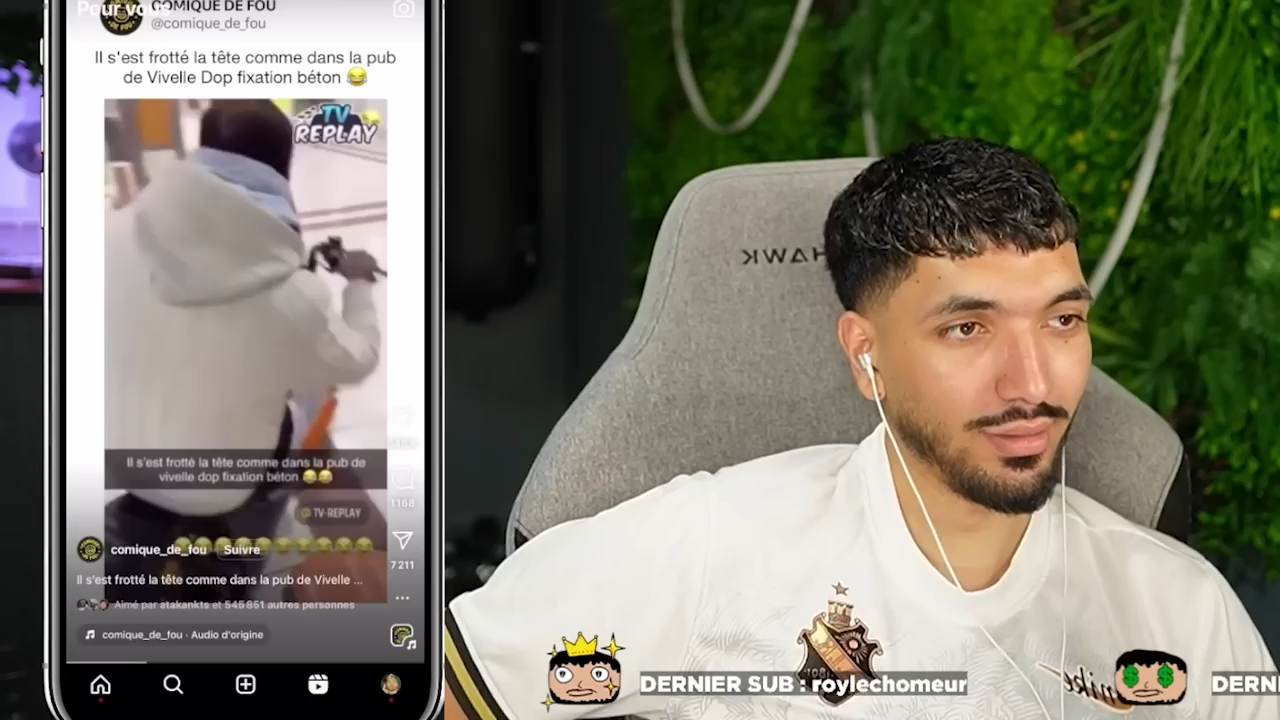 Pour vous
COMIQUE DE FOU
@comique_de_fou
Il s'est frotté la tête comme dans la pub
de Vivelle Dop fixation béton 😂
TV
REPLAY
Il s'est frotté la tête comme dans la pub de
vivelle dop fixation béton 😂😂
@ TV-REPLAY
1168
comique_de_fou Suivre
7 211
Il s'est frotté la tête comme dans la pub de Vivelle ...
Aimé par atakankts et 545 851 autres personnes
comique_de_fou · Audio d'origine
HAWK
DERNIER SUB : roylechomeur
DERNI